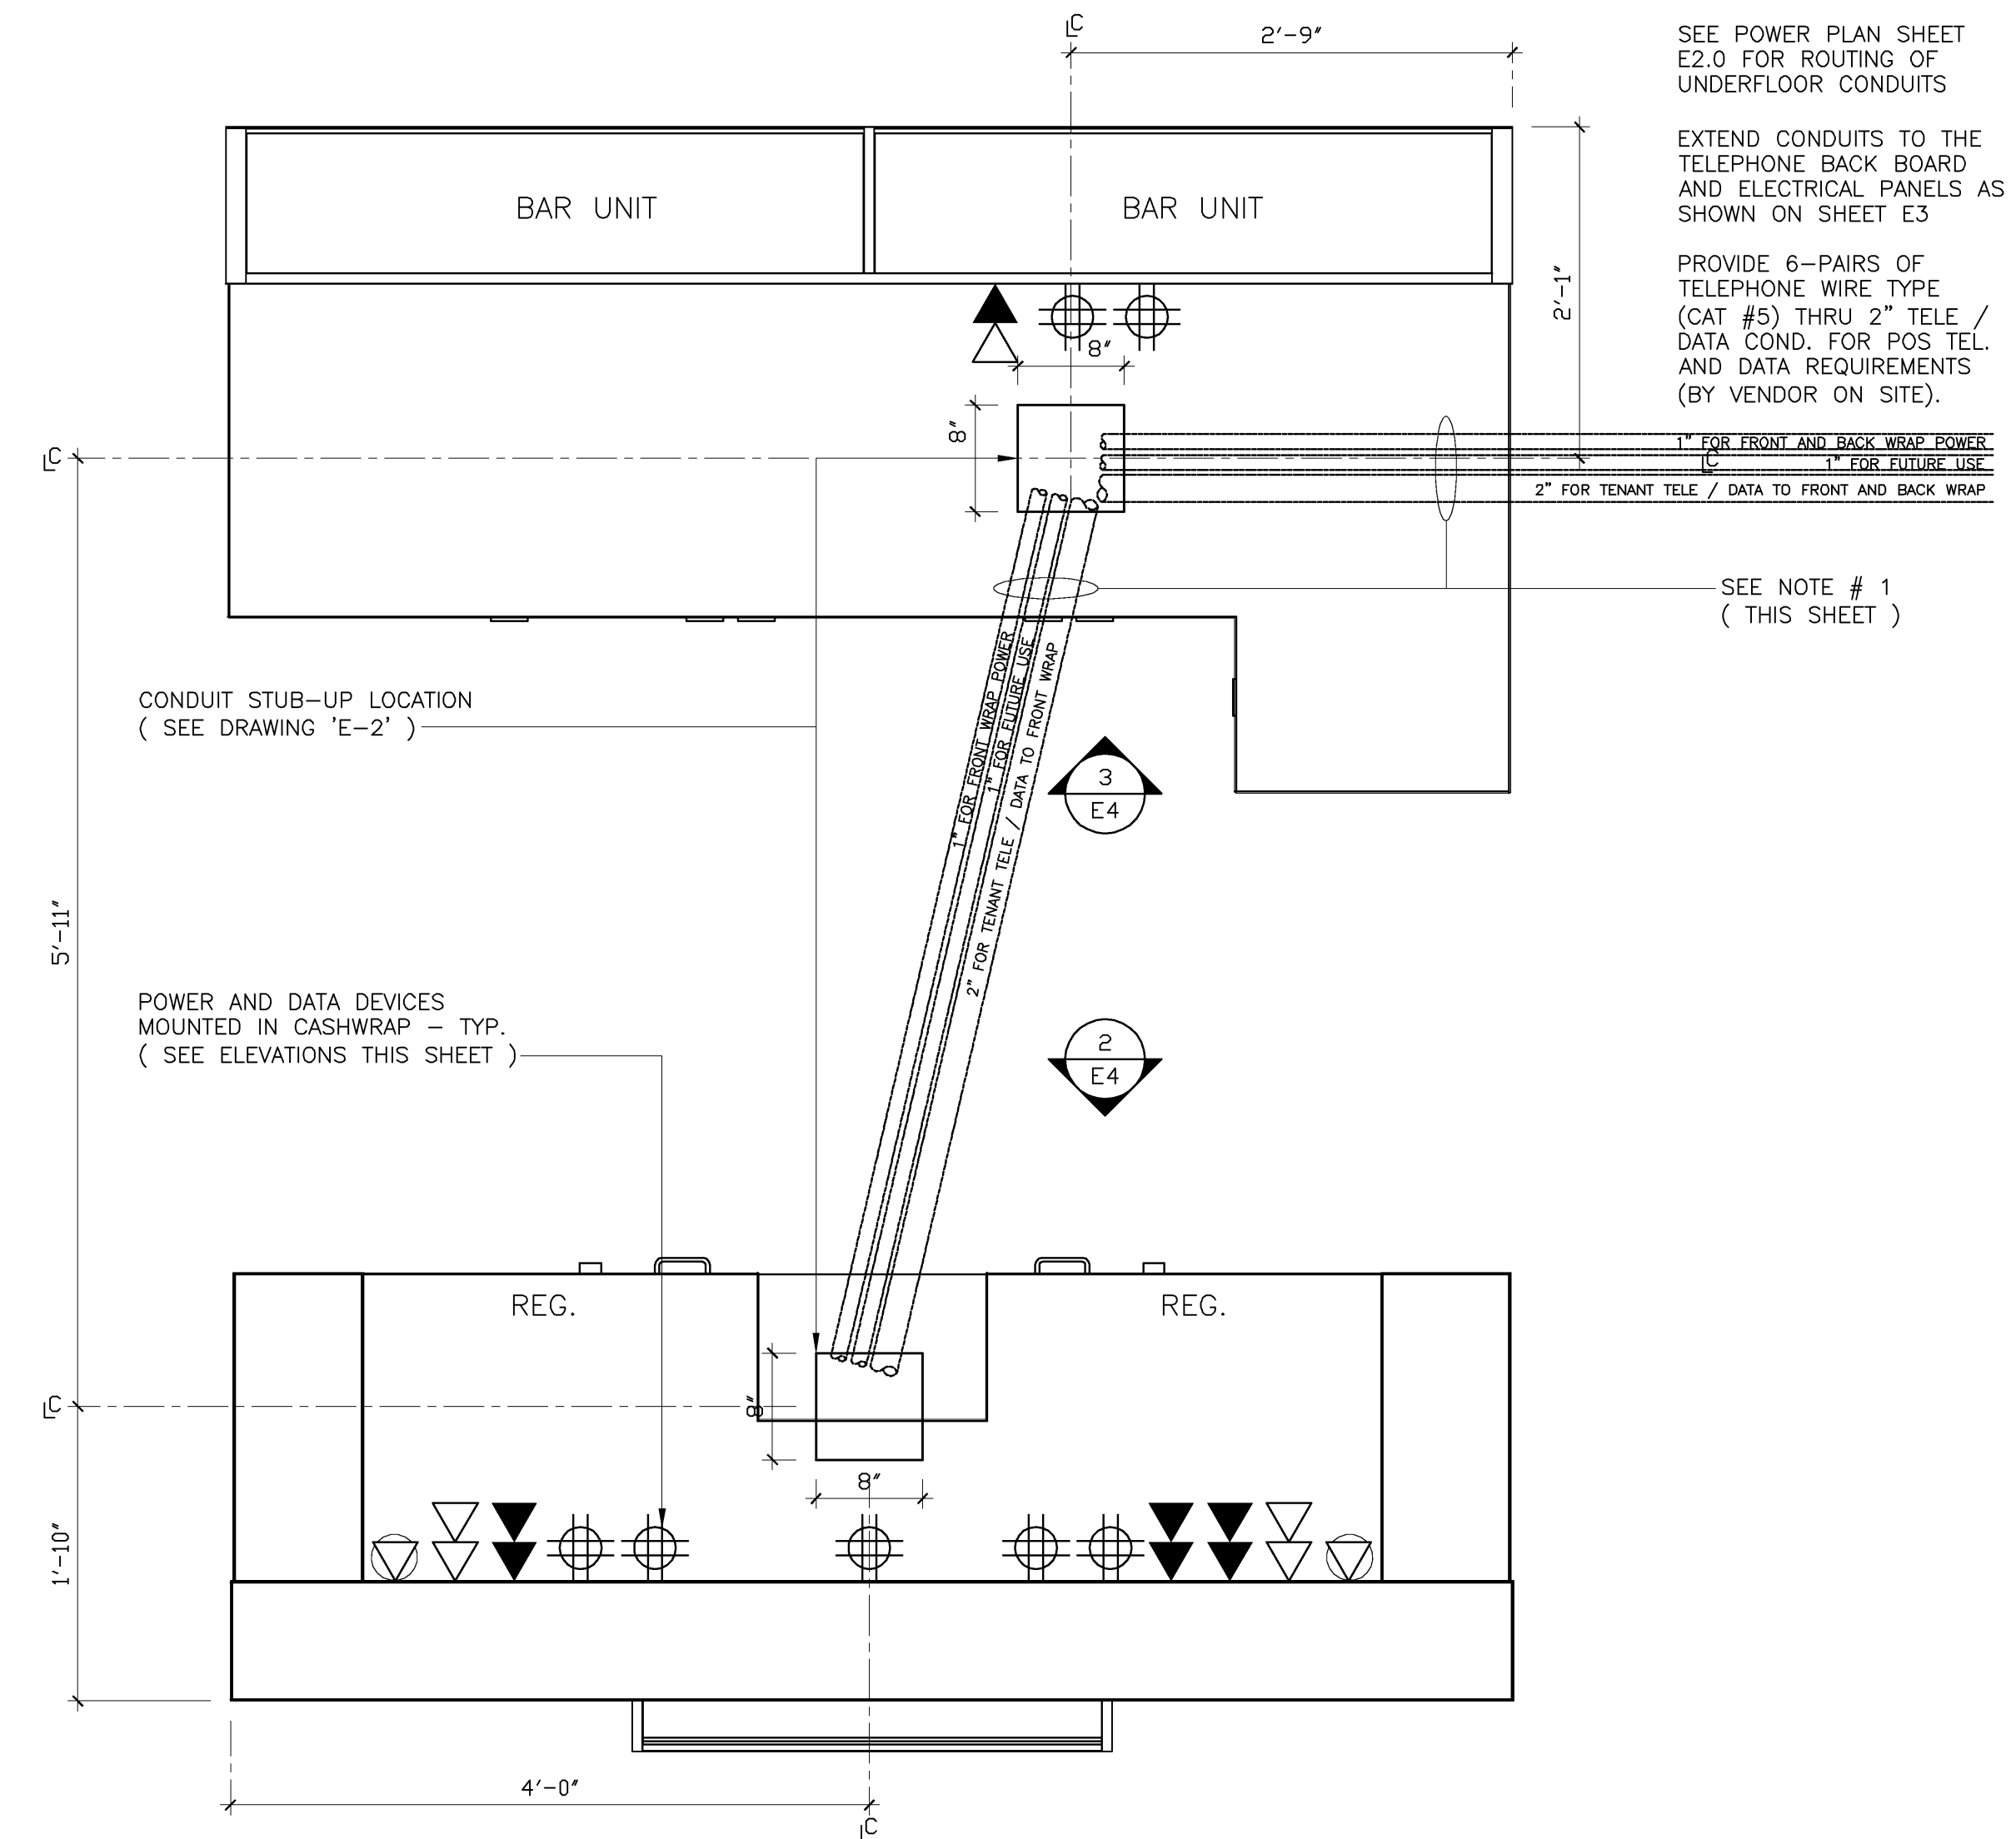 CL
2'-9"
SEE POWER PLAN SHEET
E2.0 FOR ROUTING OF
UNDERFLOOR CONDUITS
EXTEND CONDUITS TO THE
TELEPHONE BACK BOARD
AND ELECTRICAL PANELS AS
SHOWN ON SHEET E3
PROVIDE 6-PAIRS OF
TELEPHONE WIRE TYPE
(CAT #5) THRU 2" TELE /
DATA COND. FOR POS TEL.
AND DATA REQUIREMENTS
(BY VENDOR ON SITE).
BAR UNIT
BAR UNIT
2'-1"
8"
8"
CL
1" FOR FRONT AND BACK WRAP POWER
CL
1" FOR FUTURE USE
2" FOR TENANT TELE / DATA TO FRONT AND BACK WRAP
SEE NOTE # 1
( THIS SHEET )
CONDUIT STUB-UP LOCATION
( SEE DRAWING 'E-2' )
1" FOR FRONT WRAP POWER
1" FOR FUTURE USE
2" FOR TENANT TELE / DATA TO FRONT WRAP
3
E4
5'-11"
POWER AND DATA DEVICES
MOUNTED IN CASHWRAP - TYP.
( SEE ELEVATIONS THIS SHEET )
2
E4
REG.
REG.
CL
8"
8"
1'-10"
4'-0"
CL